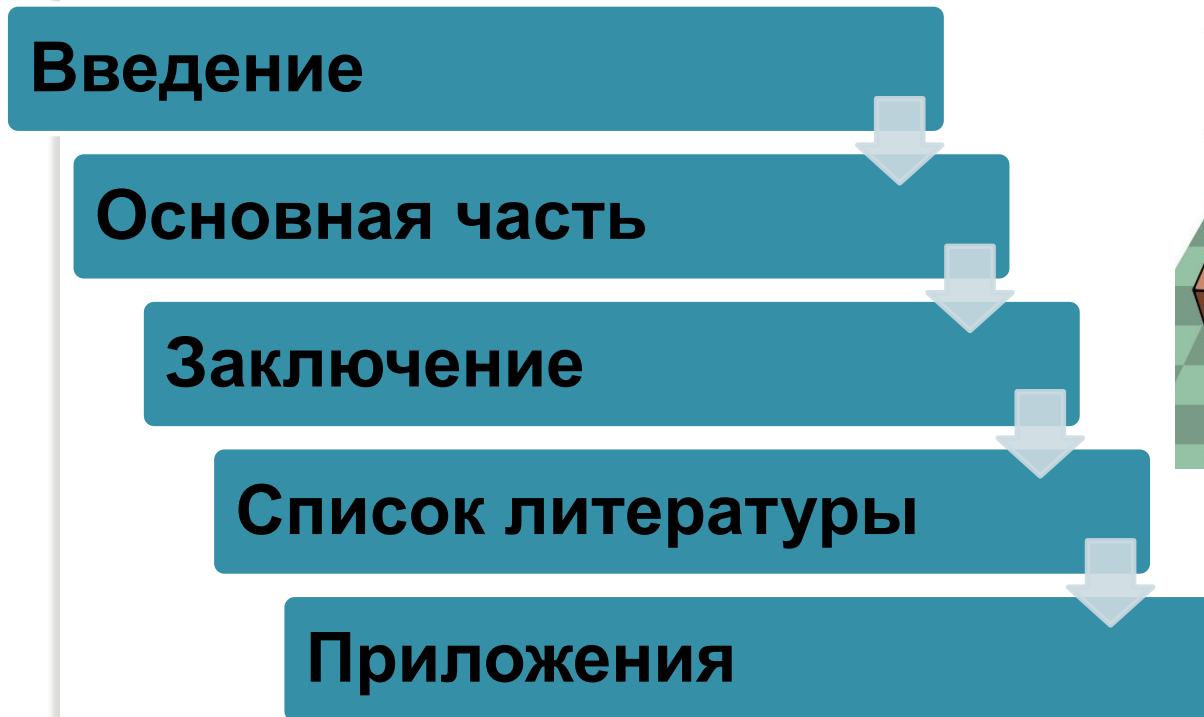 Введение
Основная часть
Заключение
Список литературы
Приложения